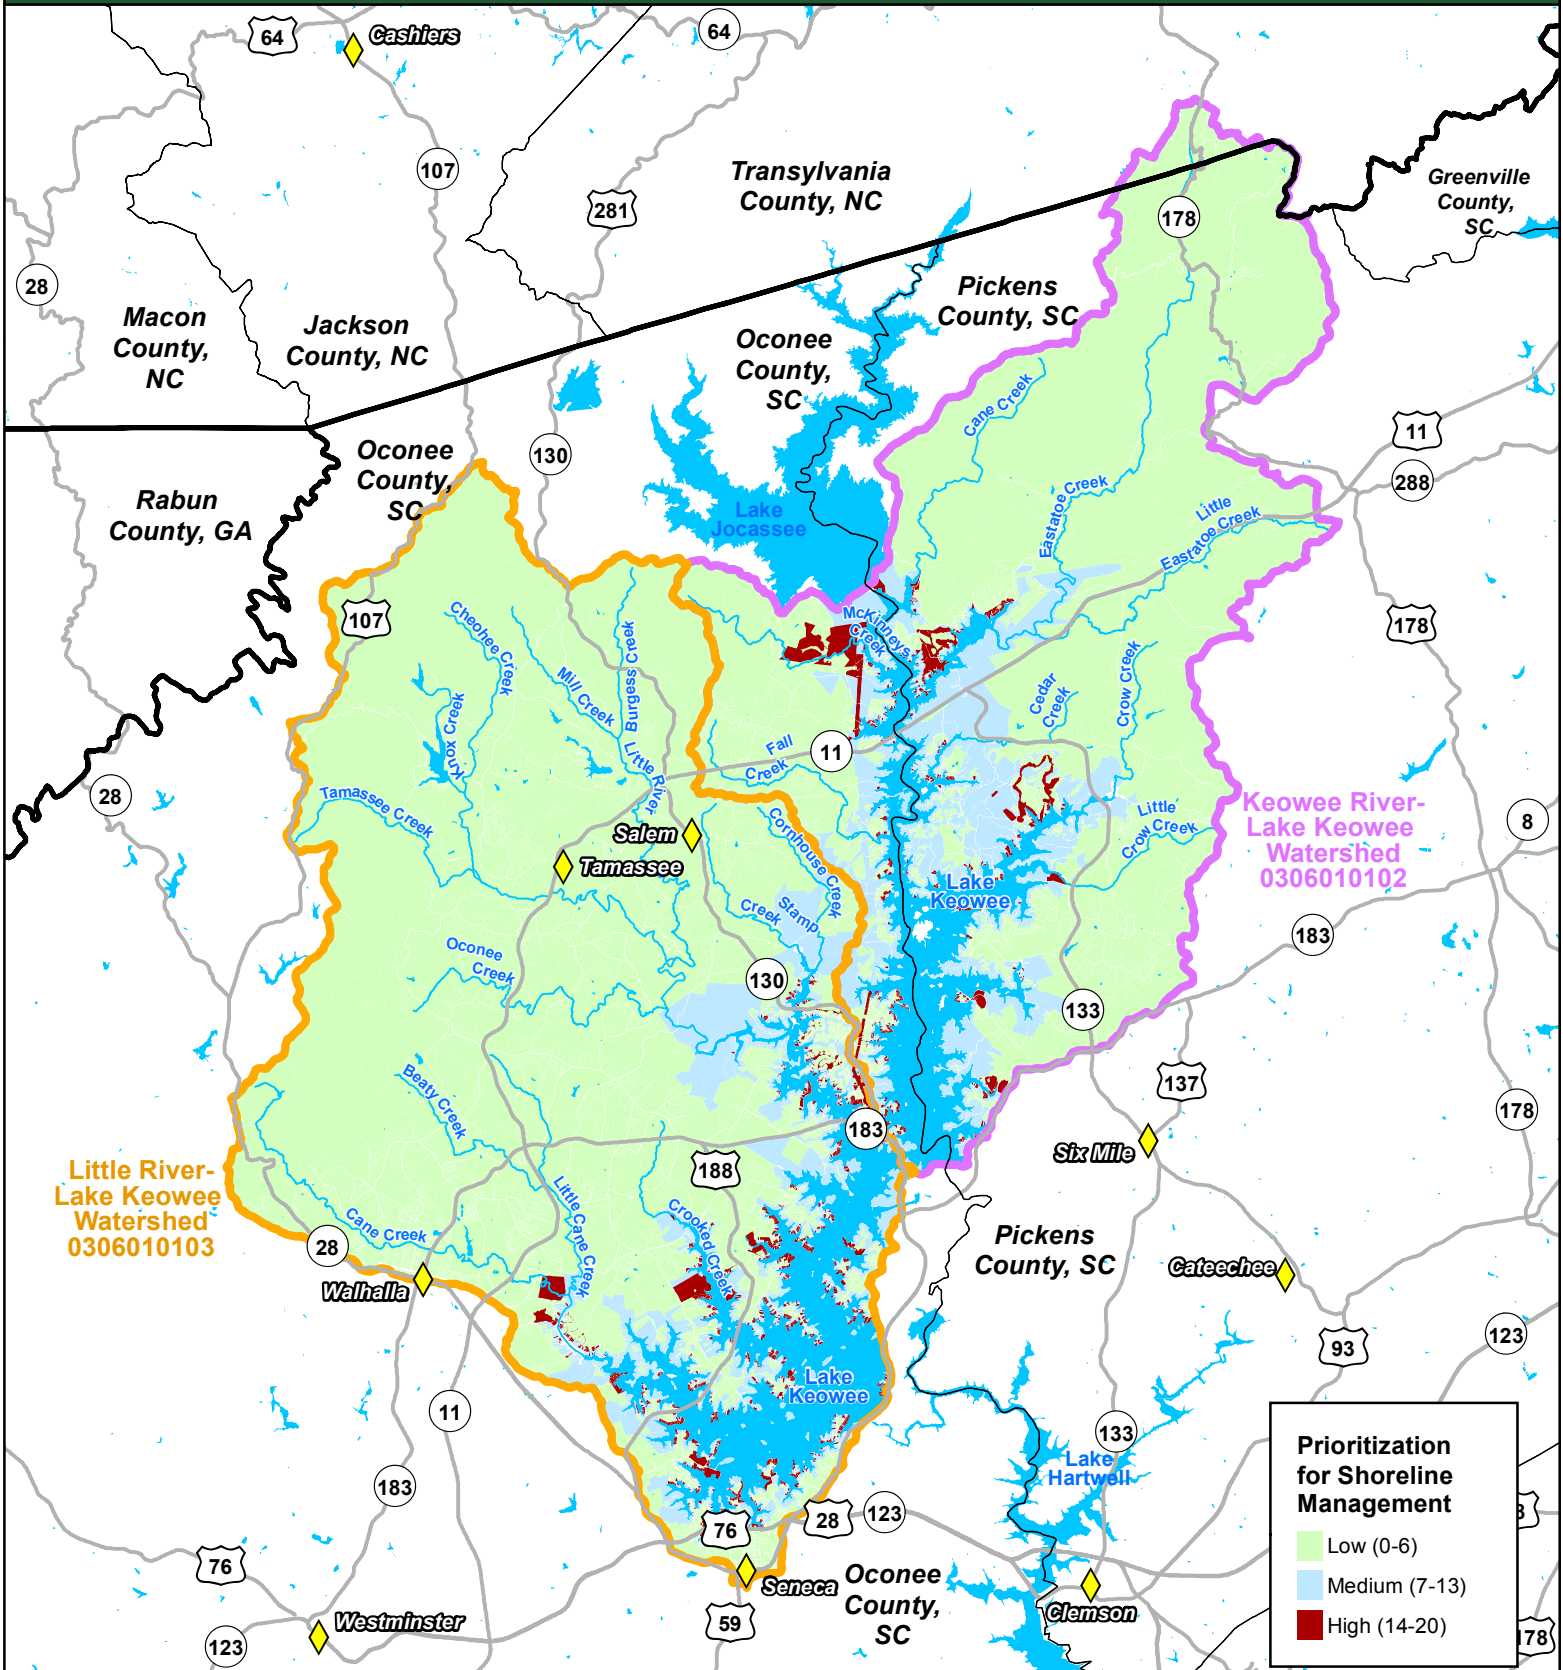 64
Cashiers
64
107
Transylvania
County, NC
281
178
Greenville
County,
SC
28
Macon
County,
NC
Jackson
County, NC
Pickens
County, SC
Oconee
County,
SC
Cane Creek
11
288
130
Oconee
County,
SC
Rabun
County, GA
Lake
Jocassee
Eastatoe Creek
Little
Eastatoe Creek
107
178
Cheohee Creek
Mill Creek
Burgess Creek
McKinneys
Creek
Knox Creek
Little River
Cedar
Creek
Crow Creek
Fall
Creek
11
28
Tamassee Creek
Salem
Tamassee
Cornhouse Creek
Little
Crow Creek
Keowee River-
Lake Keowee
Watershed
0306010102
8
Lake
Keowee
Stamp
Creek
183
Oconee
Creek
130
133
137
178
Beaty Creek
183
Six Mile
188
Little River-
Lake Keowee
Watershed
0306010103
Little Cane Creek
Crooked Creek
Cane Creek
28
Walhalla
Pickens
County, SC
Cateechee
93
123
Lake
Keowee
11
133
Lake
Hartwell
183
76
28
123
76
Seneca
Oconee
County,
SC
Clemson
59
Westminster
123
Prioritization
for Shoreline
Management
Low (0-6)
Medium (7-13)
High (14-20)
178